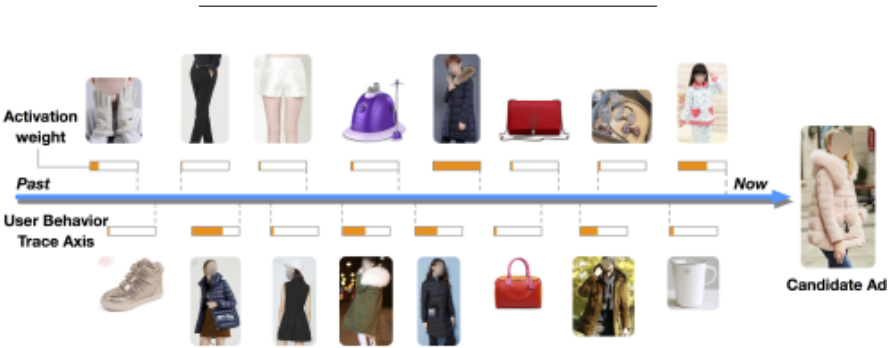 Activation
weight
Past
Now
User Behavior
Trace Axis
Candidate Ad